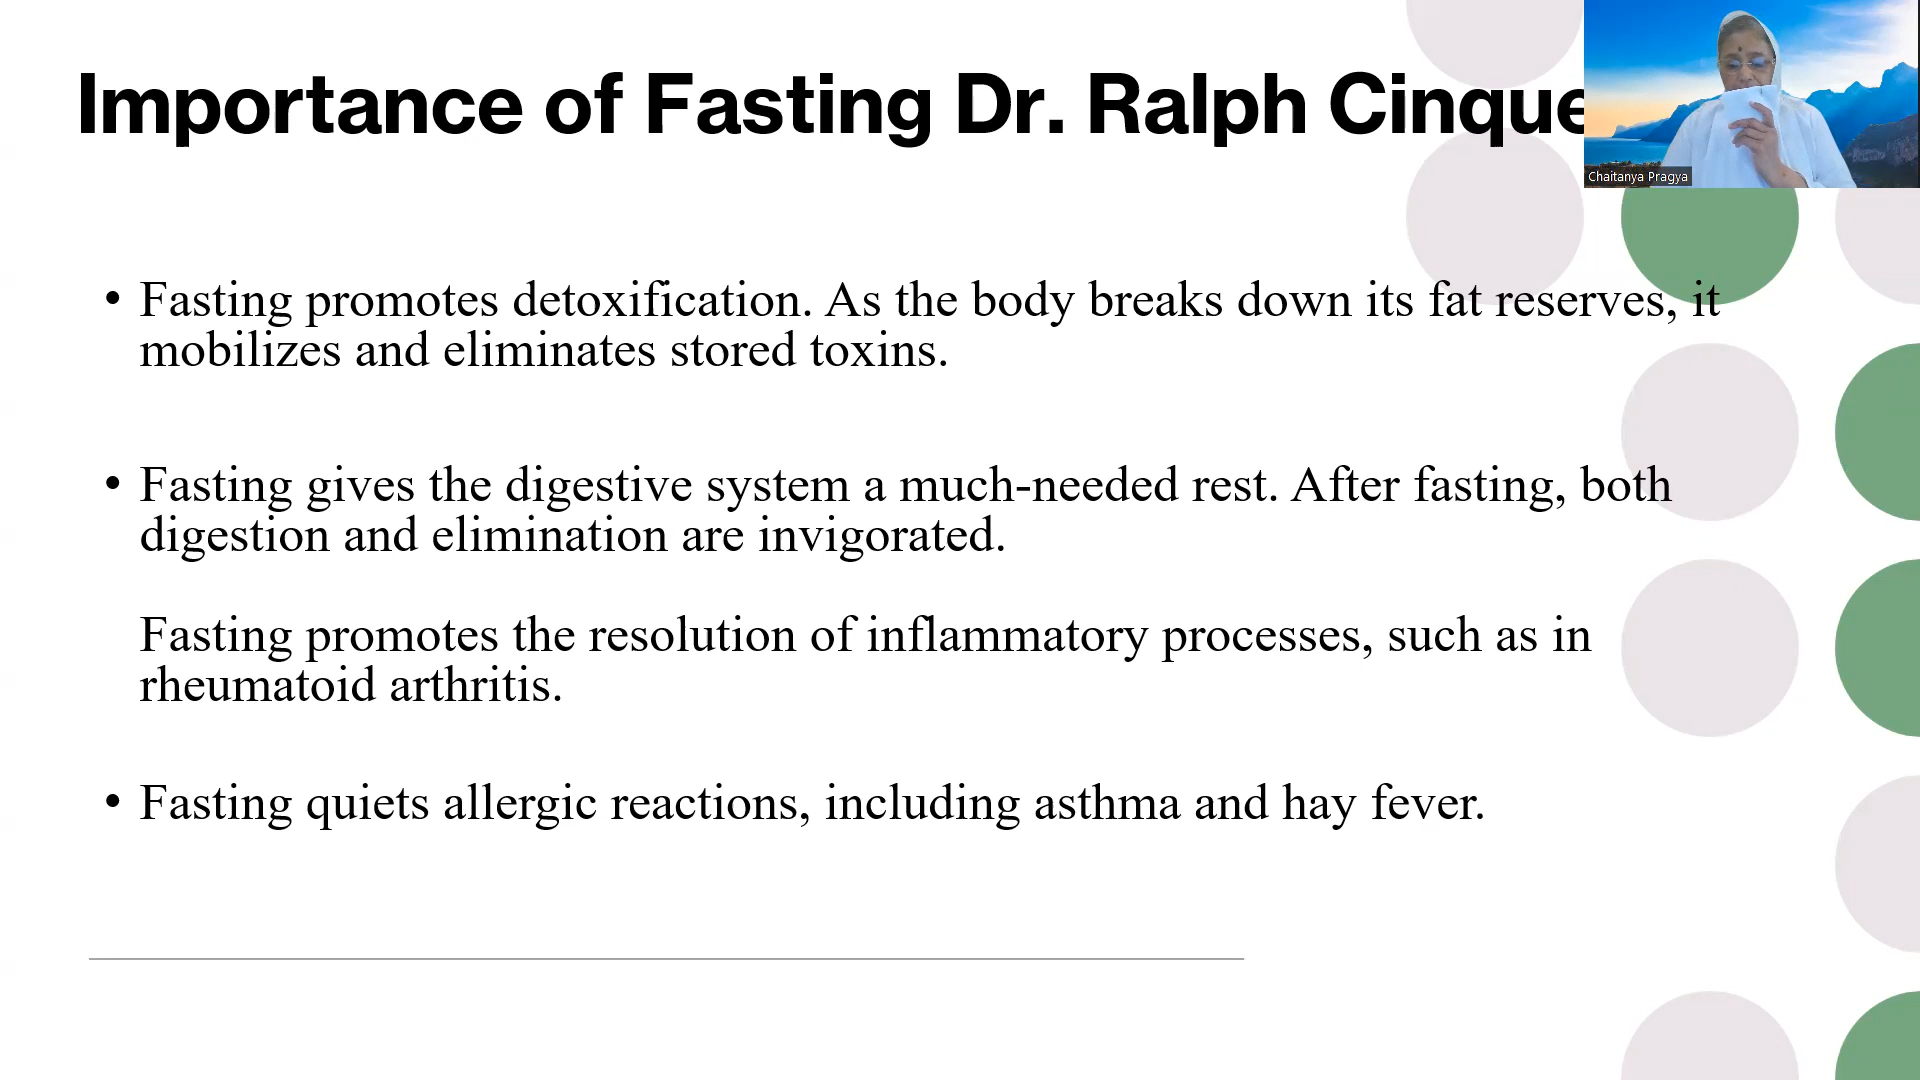 Importance of Fasting Dr. Ralph Cinque
Chaitanya Pragya
• Fasting promotes detoxification. As the body breaks down its fat reserves, it
mobilizes and eliminates stored toxins.
• Fasting gives the digestive system a much-needed rest. After fasting, both
digestion and elimination are invigorated.
Fasting promotes the resolution of inflammatory processes, such as in
rheumatoid arthritis.
• Fasting quiets allergic reactions, including asthma and hay fever.